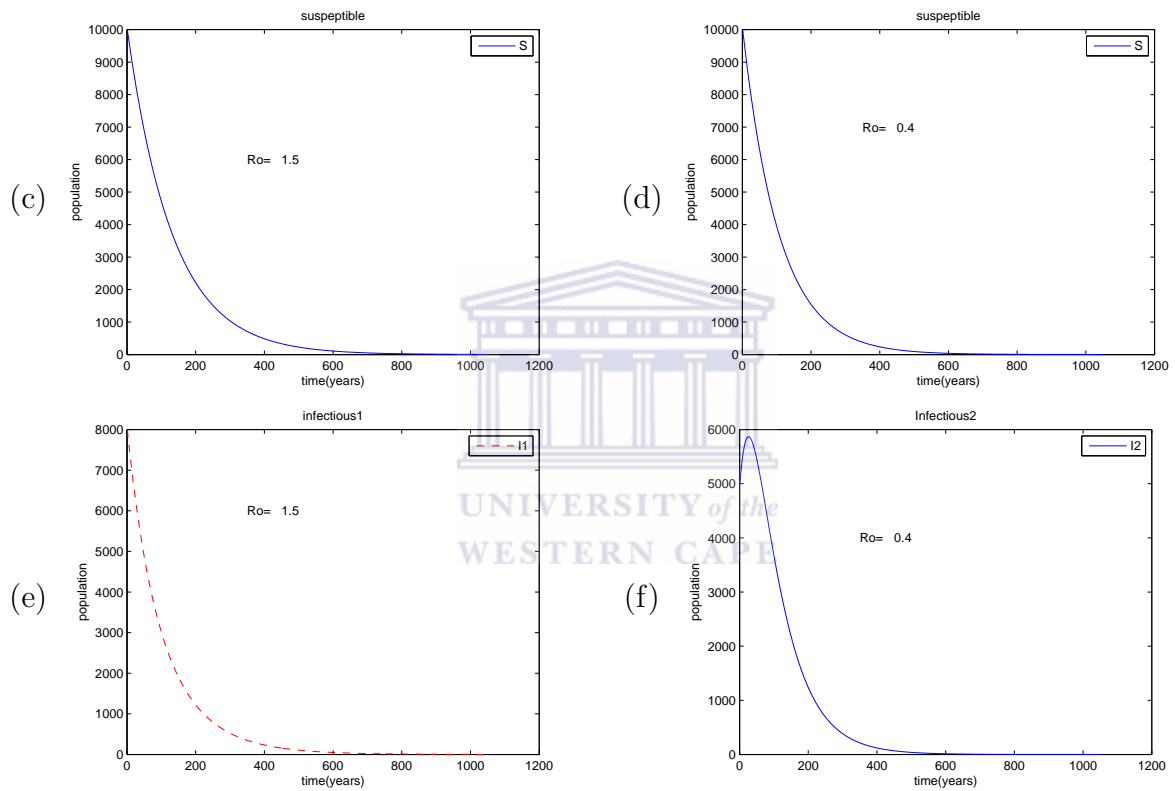 (c)
suspeptible
10000
9000
8000
7000
6000
5000
4000
3000
2000
1000
0
population
S
Ro= 1.5
0 200 400 600 800 1000 1200
time(years)
(d)
suspeptible
10000
9000
8000
7000
6000
5000
4000
3000
2000
1000
0
population
S
Ro= 0.4
0 200 400 600 800 1000 1200
time(years)
(e)
infectious1
8000
7000
6000
5000
4000
3000
2000
1000
0
population
I1
Ro= 1.5
0 200 400 600 800 1000 1200
time(years)
(f)
Infectious2
6000
5000
4000
3000
2000
1000
0
population
I2
Ro= 0.4
0 200 400 600 800 1000 1200
time(years)
UNIVERSITY of the
WESTERN CAPE